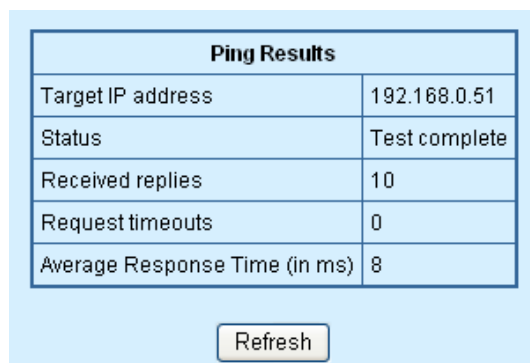 Ping Results
Target IP address 192.168.0.51
Status Test complete
Received replies 10
Request timeouts 0
Average Response Time (in ms) 8
Refresh